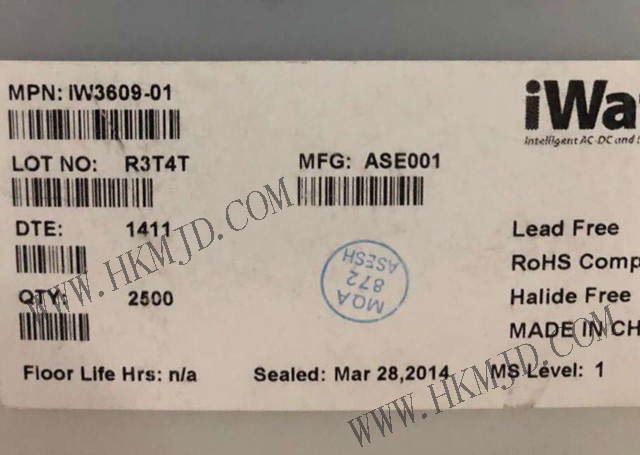 MPN: iW3609-01
iWa
Intelligent AC-DC and
LOT NO: R3T4T
MFG: ASE001
DTE: 1411
Lead Free
RoHS Comp
QTY: 2500
Halide Free
MADE IN CH
MQA
872
ASESH
Floor Life Hrs: n/a
Sealed: Mar 28,2014
MS Level: 1
WWW.HKMJD.COM
WWW.HKMJD.COM